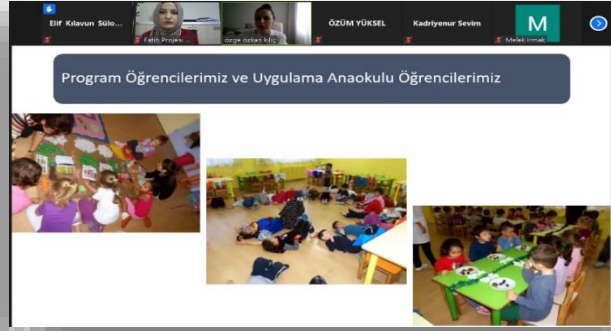 Elif Kılavun Sülo...
Fatih Projesi ...
özge özkan kılıç
ÖZÜM YÜKSEL
Kadriyenur Sevim
M
Melek Irmak
Program Öğrencilerimiz ve Uygulama Anaokulu Öğrencilerimiz